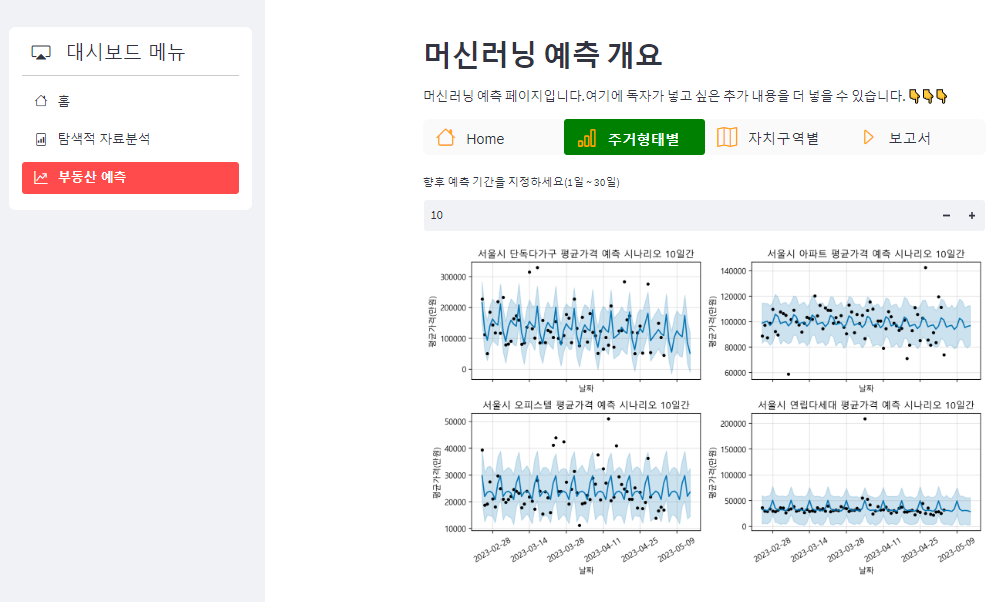 대시보드 메뉴
홈
탐색적 자료분석
부동산 예측
머신러닝 예측 개요
머신러닝 예측 페이지입니다.여기에 독자가 넣고 싶은 추가 내용을 더 넣을 수 있습니다.👇👇👇
Home
주거형태별
자치구역별
보고서
향후 예측 기간을 지정하세요(1일 ~ 30일)
10
− +
서울시 단독다가구 평균가격 예측 시나리오 10일간
평균가격(만원)
300000
200000
100000
0
날짜
서울시 아파트 평균가격 예측 시나리오 10일간
평균가격(만원)
140000
120000
100000
80000
60000
날짜
서울시 오피스텔 평균가격 예측 시나리오 10일간
평균가격(만원)
50000
40000
30000
20000
10000
2023-02-28
2023-03-14
2023-03-28
2023-04-11
2023-04-25
2023-05-09
날짜
서울시 연립다세대 평균가격 예측 시나리오 10일간
평균가격(만원)
200000
150000
100000
50000
0
2023-02-28
2023-03-14
2023-03-28
2023-04-11
2023-04-25
2023-05-09
날짜